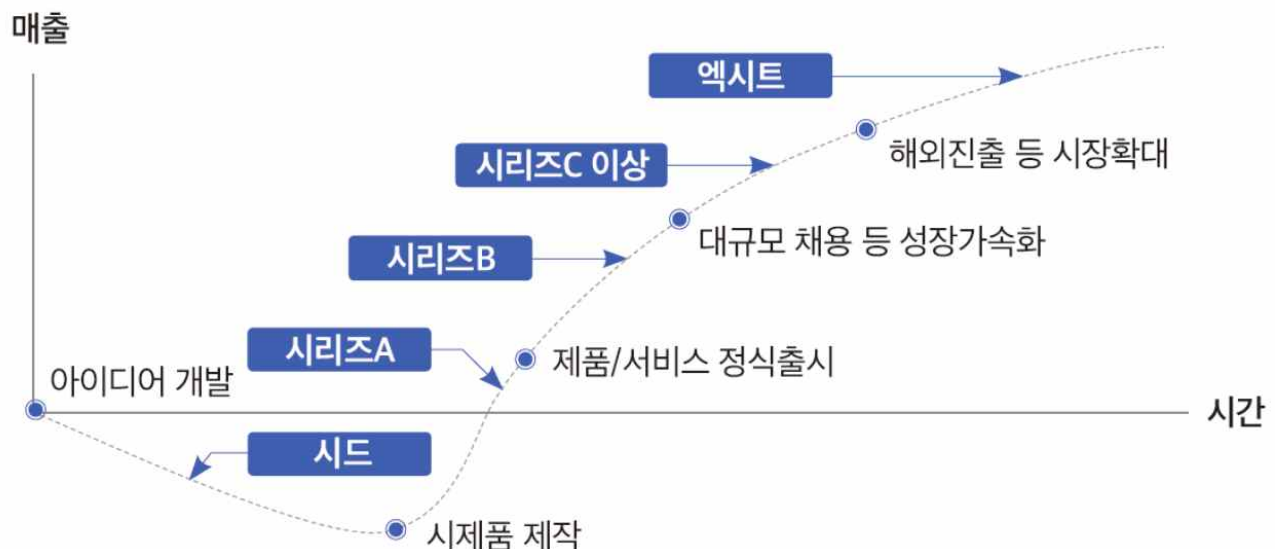 매출
엑시트
해외진출 등 시장확대
시리즈C 이상
대규모 채용 등 성장가속화
시리즈B
시리즈A
제품/서비스 정식출시
아이디어 개발
시간
시드
시제품 제작